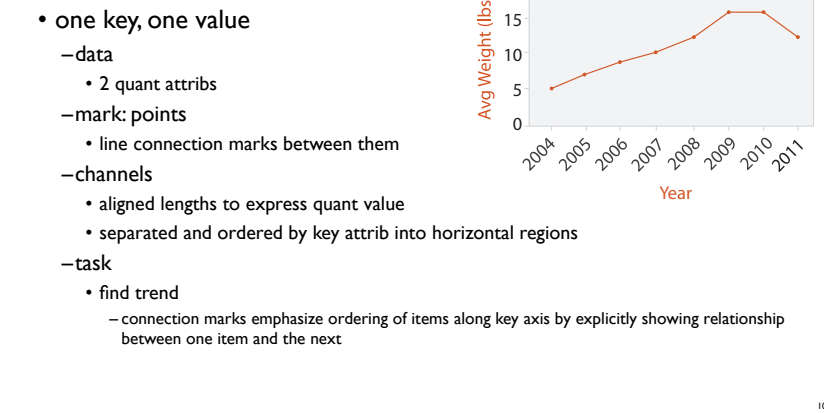 • one key, one value
–data
• 2 quant attribs
–mark: points
• line connection marks between them
–channels
• aligned lengths to express quant value
• separated and ordered by key attrib into horizontal regions
–task
• find trend
– connection marks emphasize ordering of items along key axis by explicitly showing relationship
between one item and the next
Avg Weight (lbs
15
10
5
0
2004 2005 2006 2007 2008 2009 2010 2011
Year